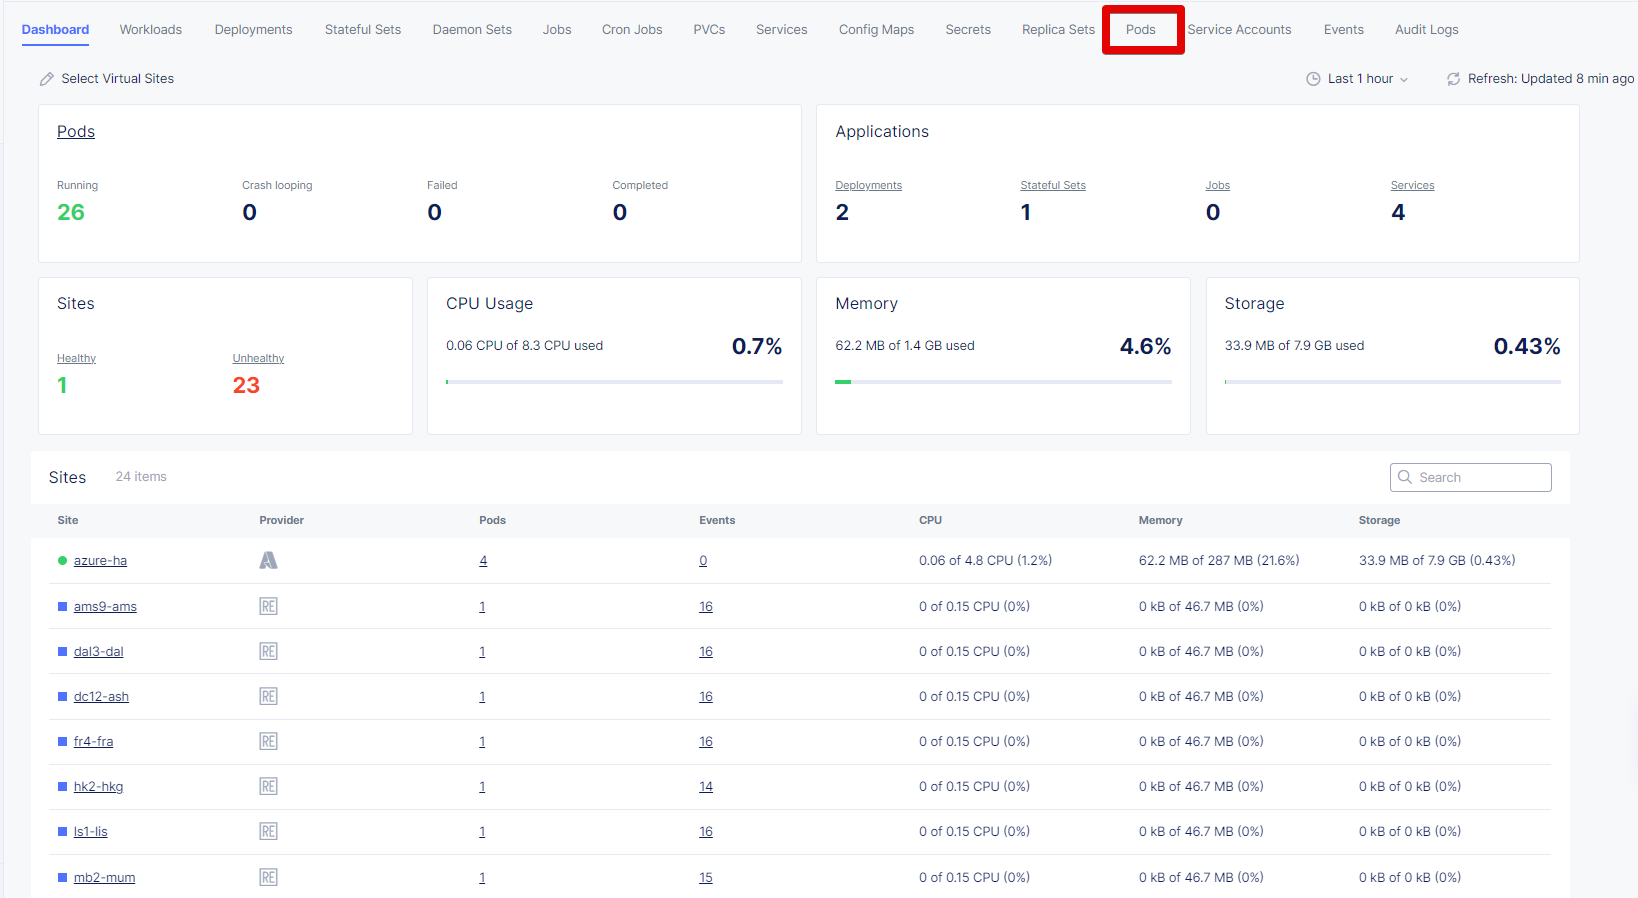 Dashboard Workloads Deployments Stateful Sets Daemon Sets Jobs Cron Jobs PVCs Services Config Maps Secrets Replica Sets Pods Service Accounts Events Audit Logs
Select Virtual Sites Last 1 hour Refresh: Updated 8 min ago
Pods
Running Crash looping Failed Completed
26 0 0 0
Applications
Deployments Stateful Sets Jobs Services
2 1 0 4
Sites
Healthy Unhealthy
1 23
CPU Usage
0.06 CPU of 8.3 CPU used 0.7%
Memory
62.2 MB of 1.4 GB used 4.6%
Storage
33.9 MB of 7.9 GB used 0.43%
Sites 24 items Search
Site Provider Pods Events CPU Memory Storage
azure-ha 4 0 0.06 of 4.8 CPU (1.2%) 62.2 MB of 287 MB (21.6%) 33.9 MB of 7.9 GB (0.43%)
ams9-ams RE 1 16 0 of 0.15 CPU (0%) 0 kB of 46.7 MB (0%) 0 kB of 0 kB (0%)
dal3-dal RE 1 16 0 of 0.15 CPU (0%) 0 kB of 46.7 MB (0%) 0 kB of 0 kB (0%)
dc12-ash RE 1 16 0 of 0.15 CPU (0%) 0 kB of 46.7 MB (0%) 0 kB of 0 kB (0%)
fr4-fra RE 1 16 0 of 0.15 CPU (0%) 0 kB of 46.7 MB (0%) 0 kB of 0 kB (0%)
hk2-hkg RE 1 14 0 of 0.15 CPU (0%) 0 kB of 46.7 MB (0%) 0 kB of 0 kB (0%)
ls1-lis RE 1 16 0 of 0.15 CPU (0%) 0 kB of 46.7 MB (0%) 0 kB of 0 kB (0%)
mb2-mum RE 1 15 0 of 0.15 CPU (0%) 0 kB of 46.7 MB (0%) 0 kB of 0 kB (0%)